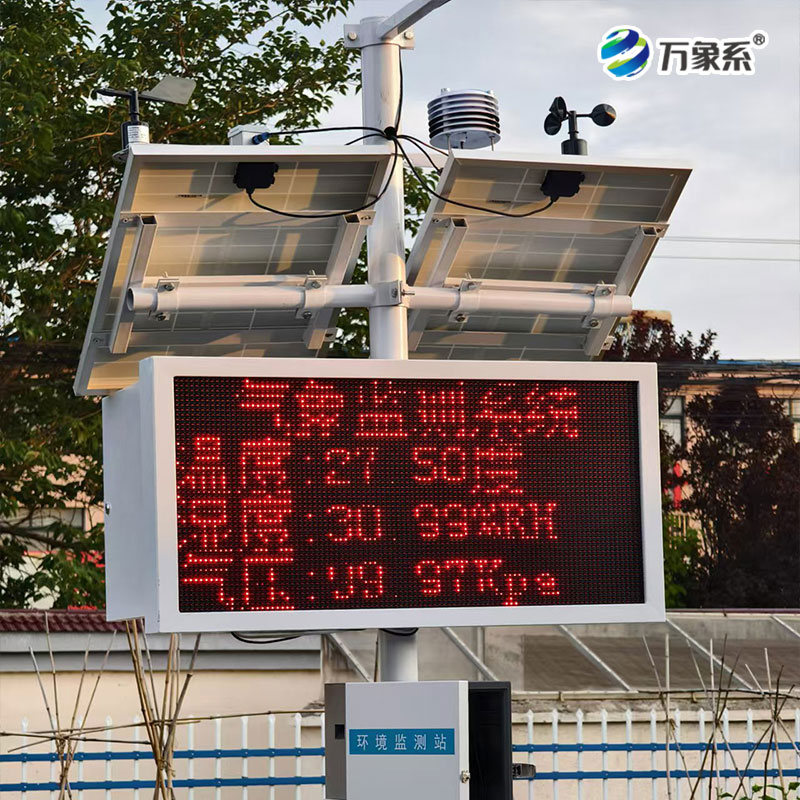 万象系®
气象监测系统
温度:27.50度
湿度:30.99%RH
气压:99.97Kpa
环境监测站